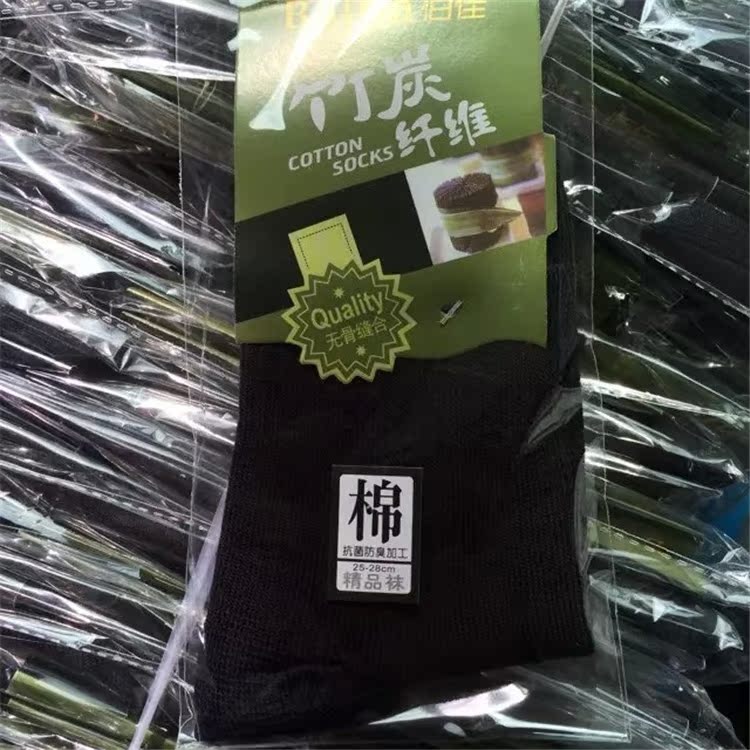 竹炭
COTTON
SOCKS 纤维
Quality
无骨缝合
棉
抗菌防臭加工
25-28cm
精品袜